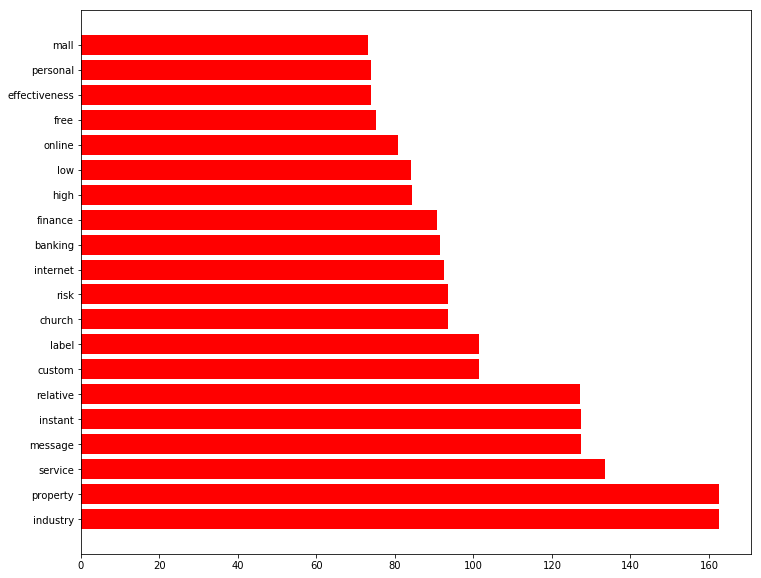 mall
personal
effectiveness
free
online
low
high
finance
banking
internet
risk
church
label
custom
relative
instant
message
service
property
industry
0 20 40 60 80 100 120 140 160